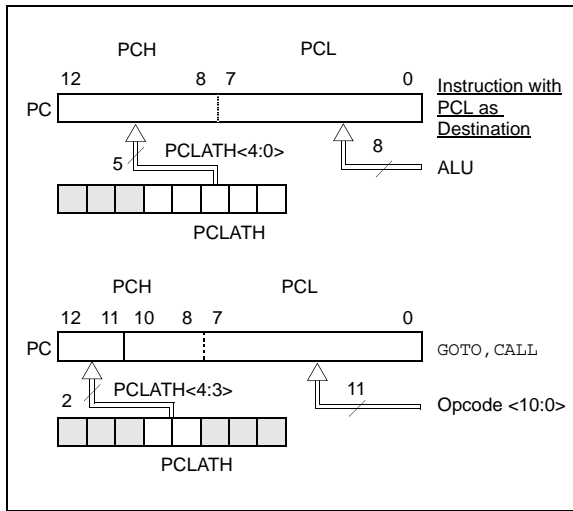 PCH PCL
12 8 7 0
Instruction with
PCL as
Destination
PC
5 PCLATH<4:0> 8
ALU
PCLATH
PCH PCL
12 11 10 8 7 0
PC GOTO, CALL
2 PCLATH<4:3> 11
Opcode <10:0>
PCLATH